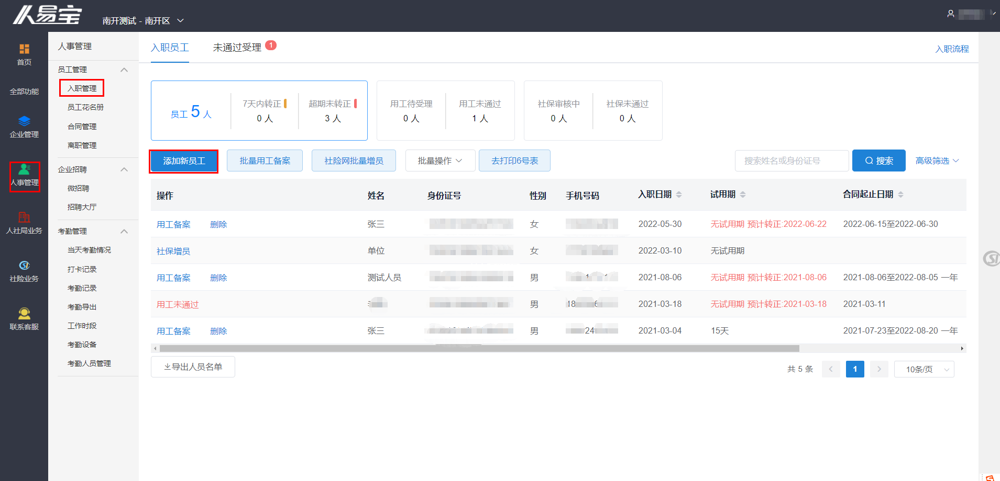 人易宝
南开测试 - 南开区
首页
全部功能
企业管理
人事管理
人社局业务
社险业务
联系客服
人事管理
员工管理
入职管理
员工花名册
合同管理
离职管理
企业招聘
微招聘
招聘大厅
考勤管理
当天考勤情况
打卡记录
考勤记录
考勤导出
工作时段
考勤设备
考勤人员管理
入职员工 未通过受理 1 入职流程
员工 5 人
7天内转正
0 人
超期未转正
3 人
用工待受理
0 人
用工未通过
1 人
社保审核中
0 人
社保未通过
0 人
添加新员工 批量用工备案 社险网批量增员 批量操作 去打印6号表 搜索姓名或身份证号 搜索 高级筛选
操作 姓名 身份证号 性别 手机号码 入职日期 试用期 合同起止日期
用工备案 删除 张三 女 2022-05-30 无试用期 预计转正:2022-06-22 2022-06-15至2022-06-30
社保增员 单位 女 2022-03-10 无试用期
用工备案 删除 测试人员 男 2021-08-06 无试用期 预计转正:2021-08-06 2021-08-06至2022-08-05 一年
用工未通过 男 18 6 2021-03-18 无试用期 预计转正:2021-03-18 2021-03-11
用工备案 删除 张三 男 24 2021-03-04 15天 2021-07-23至2022-08-20 一年
导出人员名单 共 5 条 1 10条/页